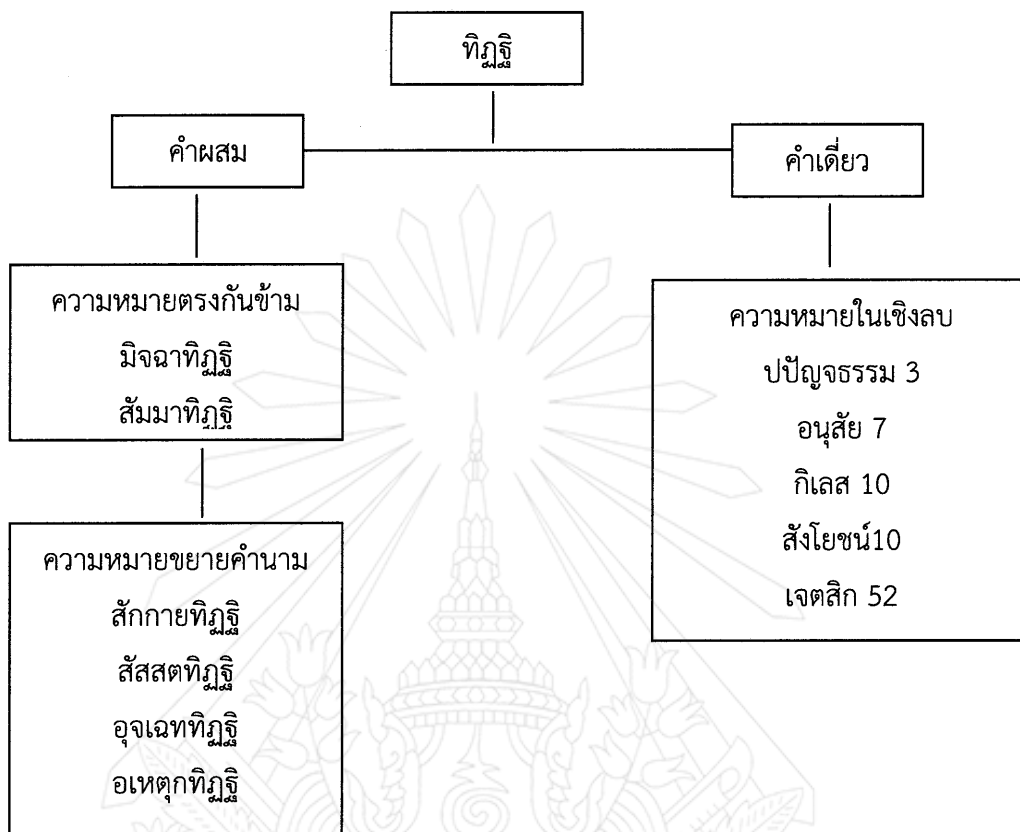 ทิฏฐิ
คำผสม
คำเดี่ยว
ความหมายตรงกันข้าม
มิจฉาทิฏฐิ
สัมมาทิฏฐิ
ความหมายขยายคำนาม
สักกายทิฏฐิ
สัสสตทิฏฐิ
อุจเฉททิฏฐิ
อเหตุกทิฏฐิ
ความหมายในเชิงลบ
ปปัญจธรรม 3
อนุสัย 7
กิเลส 10
สังโยชน์10
เจตสิก 52